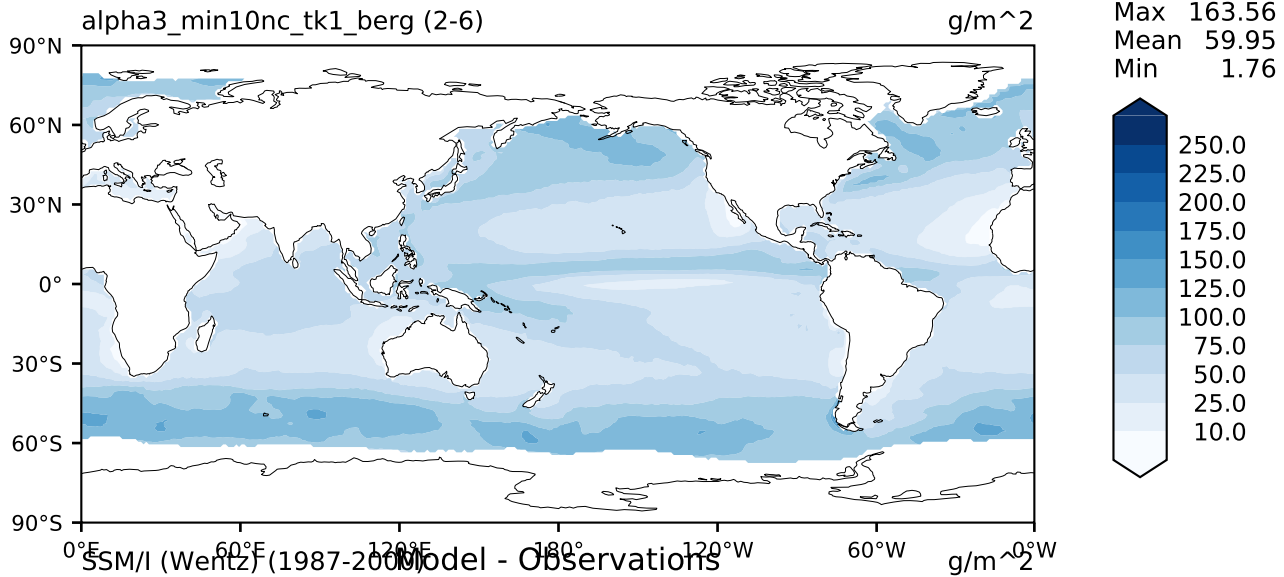 alpha3_min10nc_tk1_berg (2-6) g/m^2
Max 163.56
Mean 59.95
Min 1.76
90°N
60°N
30°N
0°
30°S
60°S
90°S
250.0
225.0
200.0
175.0
150.0
125.0
100.0
75.0
50.0
25.0
10.0
0°E 60°E 120°E 180° 120°W 60°W 0°W
SSM/I (Wentz) (1987-2000) Model - Observations g/m^2